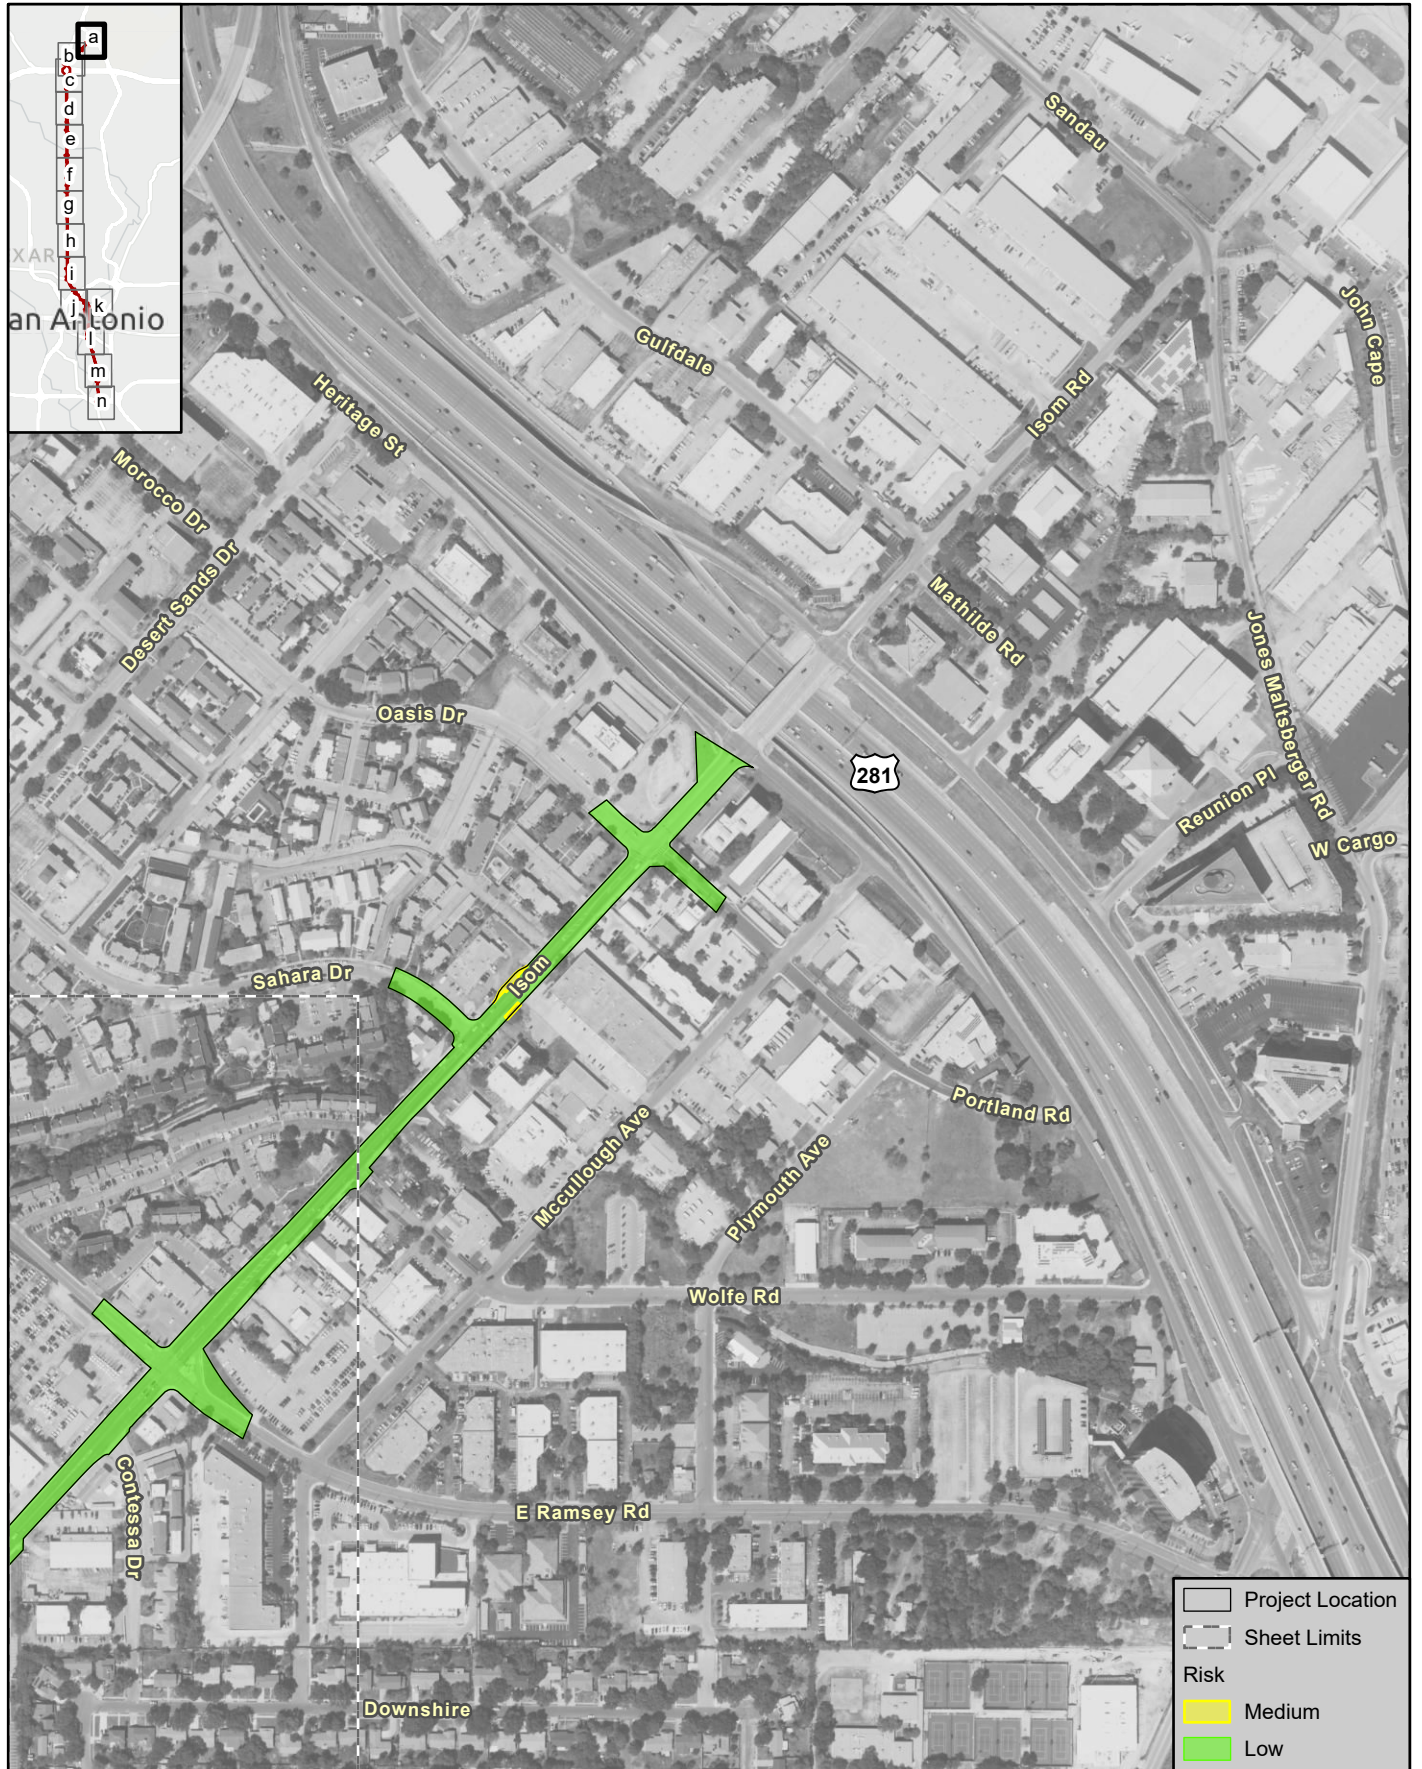 a
b
c
d
e
f
g
h
XAR
i
j
k
an Antonio
l
m
n
Sandau
John Cape
Gulfdale
Isom Rd
Heritage St
Morocco Dr
Desert Sands Dr
Mathilde Rd
Jones Maltsberger Rd
Oasis Dr
281
Reunion Pl
W Cargo
Sahara Dr
Isom
Portland Rd
Mccullough Ave
Plymouth Ave
Wolfe Rd
Contessa Dr
E Ramsey Rd
Downshire
Project Location
Sheet Limits
Risk
Medium
Low